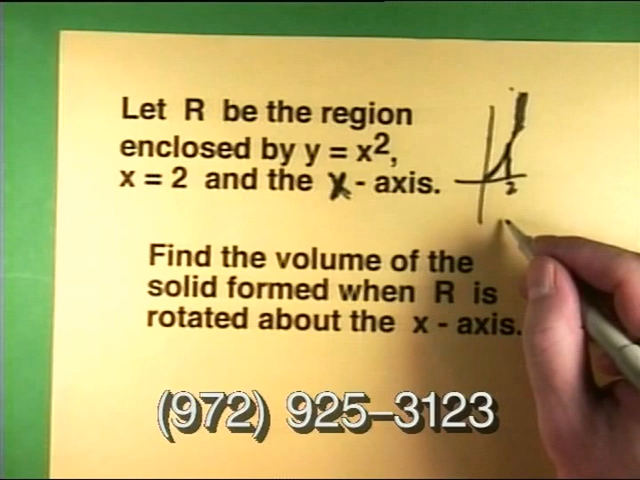 Let R be the region
enclosed by y = x²,
x = 2 and the x - axis.
2
Find the volume of the
solid formed when R is
rotated about the x - axis.
(972) 925–3123